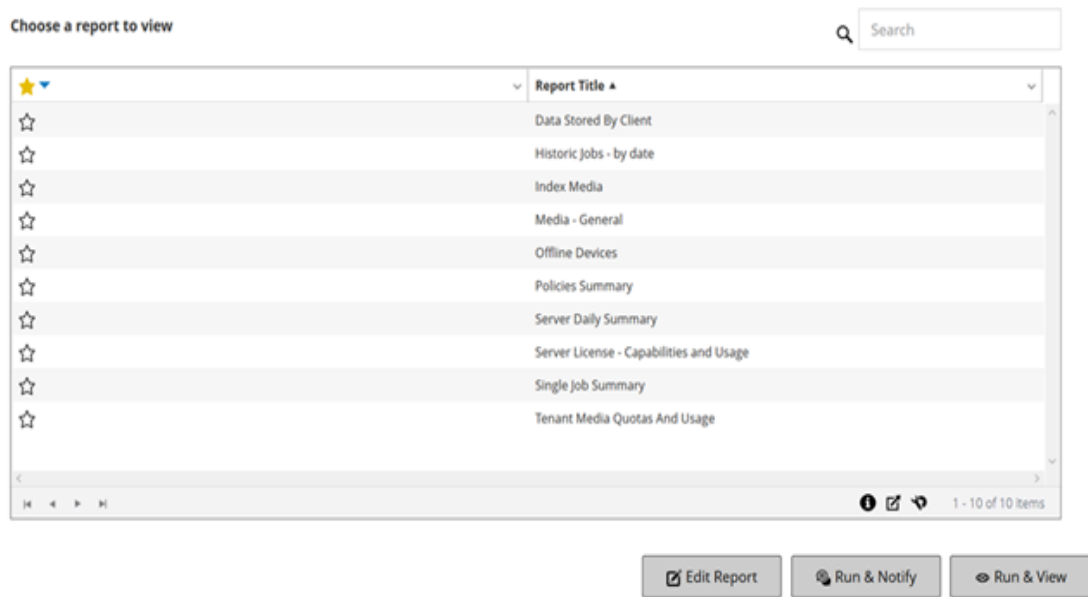 Choose a report to view
Search
Report Title
Data Stored By Client
Historic Jobs - by date
Index Media
Media - General
Offline Devices
Policies Summary
Server Daily Summary
Server License - Capabilities and Usage
Single Job Summary
Tenant Media Quotas And Usage
1 - 10 of 10 items
Edit Report
Run & Notify
Run & View